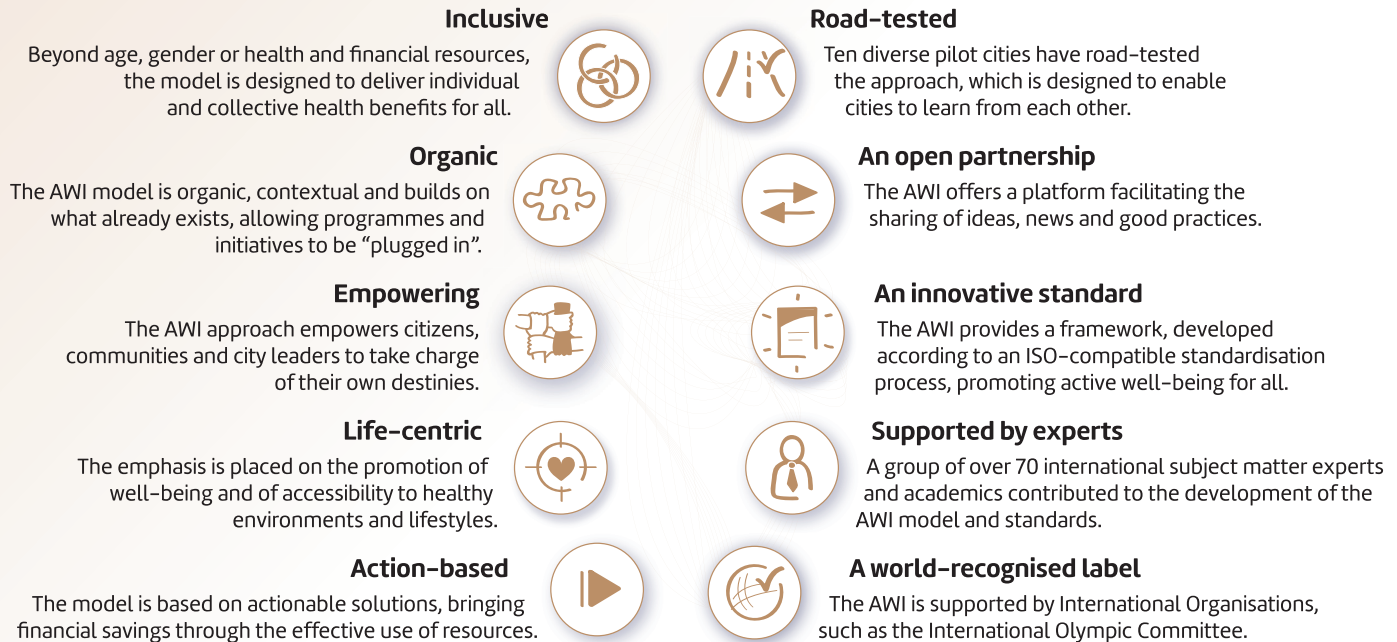 Inclusive
Beyond age, gender or health and financial resources,
the model is designed to deliver individual
and collective health benefits for all.
Organic
The AWI model is organic, contextual and builds on
what already exists, allowing programmes and
initiatives to be “plugged in”.
Empowering
The AWI approach empowers citizens,
communities and city leaders to take charge
of their own destinies.
Life-centric
The emphasis is placed on the promotion of
well-being and of accessibility to healthy
environments and lifestyles.
Action-based
The model is based on actionable solutions, bringing
financial savings through the effective use of resources.
Road-tested
Ten diverse pilot cities have road-tested
the approach, which is designed to enable
cities to learn from each other.
An open partnership
The AWI offers a platform facilitating the
sharing of ideas, news and good practices.
An innovative standard
The AWI provides a framework, developed
according to an ISO-compatible standardisation
process, promoting active well-being for all.
Supported by experts
A group of over 70 international subject matter experts
and academics contributed to the development of the
AWI model and standards.
A world-recognised label
The AWI is supported by International Organisations,
such as the International Olympic Committee.